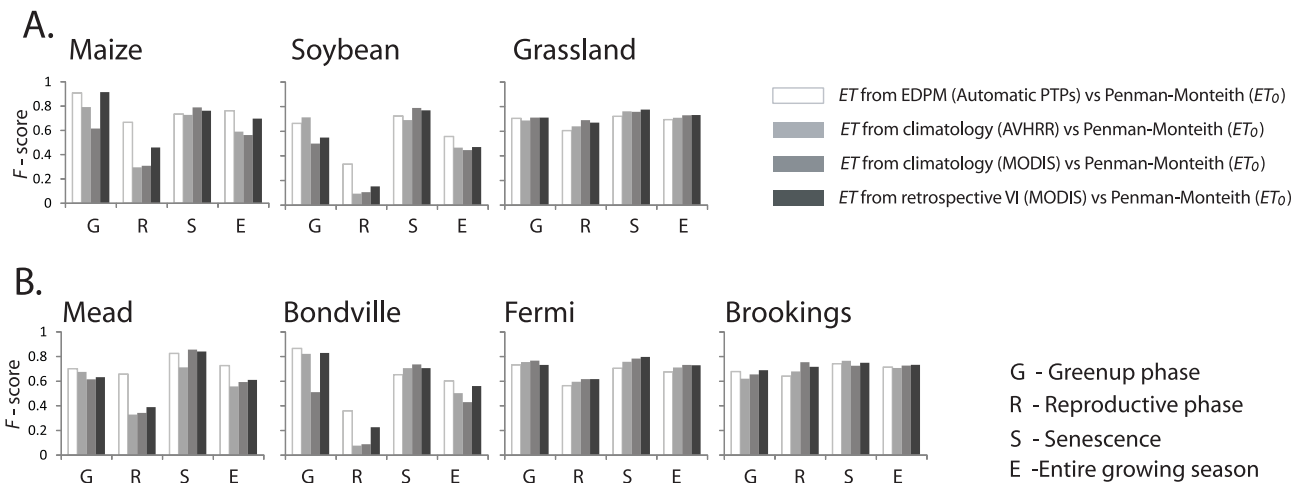 A.
Maize
Soybean
Grassland
1
0.8
0.6
0.4
0.2
0
F - score
G R S E
G R S E
G R S E
ET from EDPM (Automatic PTPs) vs Penman-Monteith (ET0)
ET from climatology (AVHRR) vs Penman-Monteith (ET0)
ET from climatology (MODIS) vs Penman-Monteith (ET0)
ET from retrospective VI (MODIS) vs Penman-Monteith (ET0)
B.
Mead
Bondville
Fermi
Brookings
1
0.8
0.6
0.4
0.2
0
F - score
G R S E
G R S E
G R S E
G R S E
G - Greenup phase
R - Reproductive phase
S - Senescence
E -Entire growing season